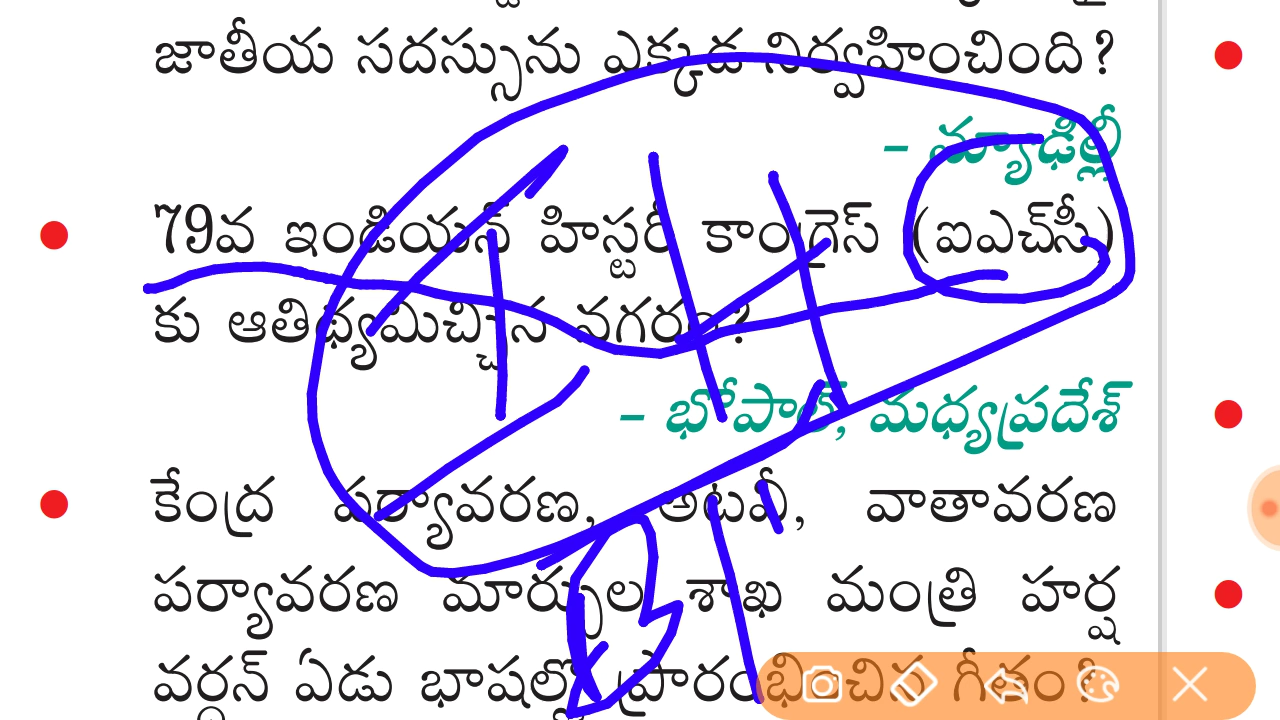 జాతీయ సదస్సును ఎక్కడ నిర్వహించింది?
– న్యూఢిల్లీ
79వ ఇండియన్ హిస్టరీ కాంగ్రెస్ (ఐఎచ్‌సీ)
కు ఆతిథ్యమిచ్చిన నగరం?
– భోపాల్, మధ్యప్రదేశ్
కేంద్ర పర్యావరణ, అటవీ, వాతావరణ
పర్యావరణ మార్పుల శాఖ మంత్రి హర్ష
వర్ధన్ ఏడు భాషల్లో ప్రారంభించిన గీతం?